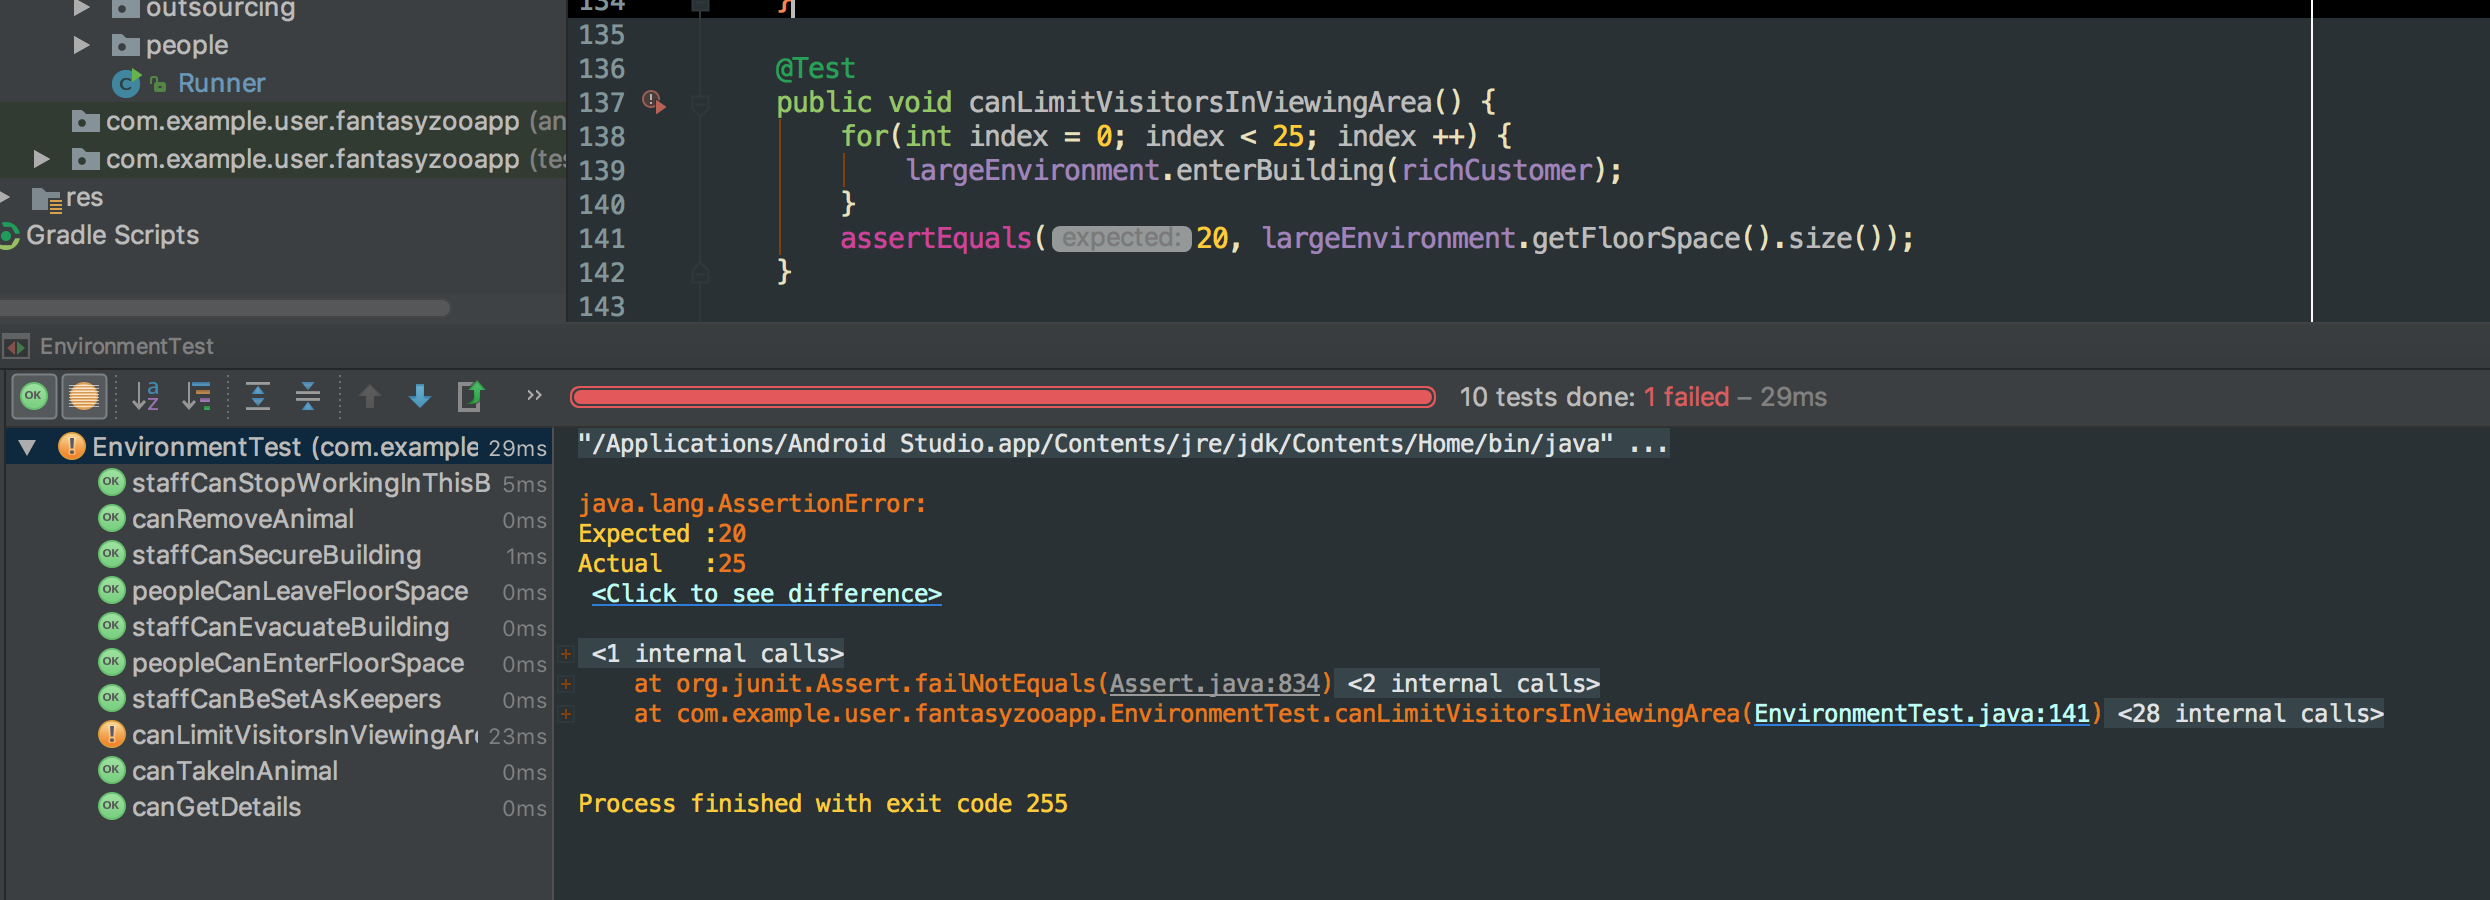 outsourcing
people
Runner
com.example.user.fantasyzooapp (an
com.example.user.fantasyzooapp (tes
res
Gradle Scripts
134 }
135
136 @Test
137 public void canLimitVisitorsInViewingArea() {
138 for(int index = 0; index < 25; index ++) {
139 largeEnvironment.enterBuilding(richCustomer);
140 }
141 assertEquals( expected: 20, largeEnvironment.getFloorSpace().size());
142 }
143
EnvironmentTest
OK a z » 10 tests done: 1 failed – 29ms
EnvironmentTest (com.example 29ms
OK staffCanStopWorkingInThisB 5ms
OK canRemoveAnimal 0ms
OK staffCanSecureBuilding 1ms
OK peopleCanLeaveFloorSpace 0ms
OK staffCanEvacuateBuilding 0ms
OK peopleCanEnterFloorSpace 0ms
OK staffCanBeSetAsKeepers 0ms
! canLimitVisitorsInViewingAre 23ms
OK canTakeInAnimal 0ms
OK canGetDetails 0ms
"/Applications/Android Studio.app/Contents/jre/jdk/Contents/Home/bin/java" ...
java.lang.AssertionError:
Expected :20
Actual   :25
<Click to see difference>
<1 internal calls>
at org.junit.Assert.failNotEquals(Assert.java:834) <2 internal calls>
at com.example.user.fantasyzooapp.EnvironmentTest.canLimitVisitorsInViewingArea(EnvironmentTest.java:141) <28 internal calls>
Process finished with exit code 255